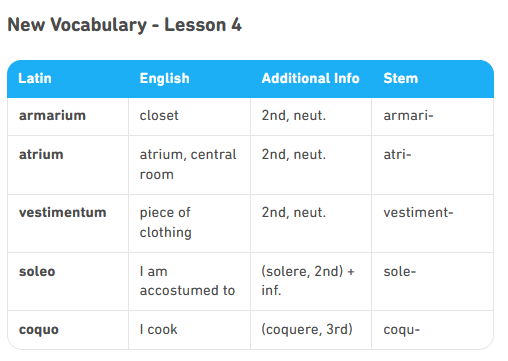 New Vocabulary - Lesson 4
Latin English Additional Info Stem
armarium closet 2nd, neut. armari-
atrium atrium, central 2nd, neut. atri-
room
vestimentum piece of 2nd, neut. vestiment-
clothing
soleo I am (solere, 2nd) + sole-
accostumed to inf.
coquo I cook (coquere, 3rd) coqu-